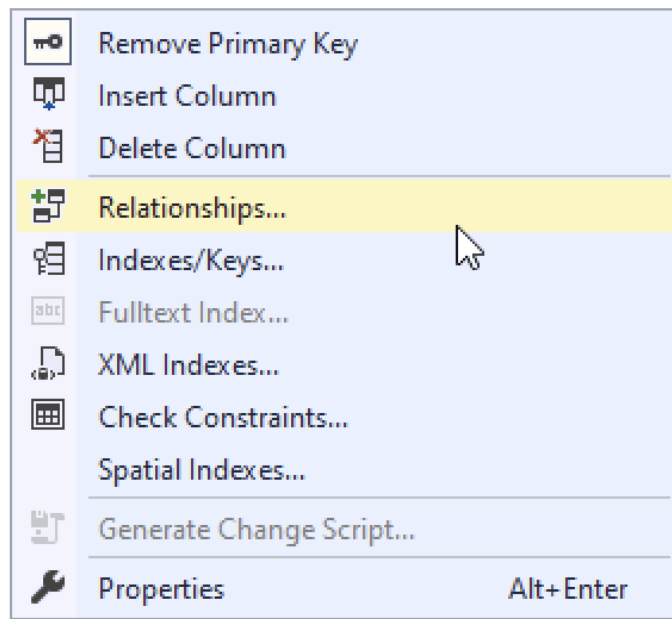 Remove Primary Key
Insert Column
Delete Column
Relationships...
Indexes/Keys...
abc Fulltext Index...
XML Indexes...
Check Constraints...
Spatial Indexes...
Generate Change Script...
Properties Alt+Enter